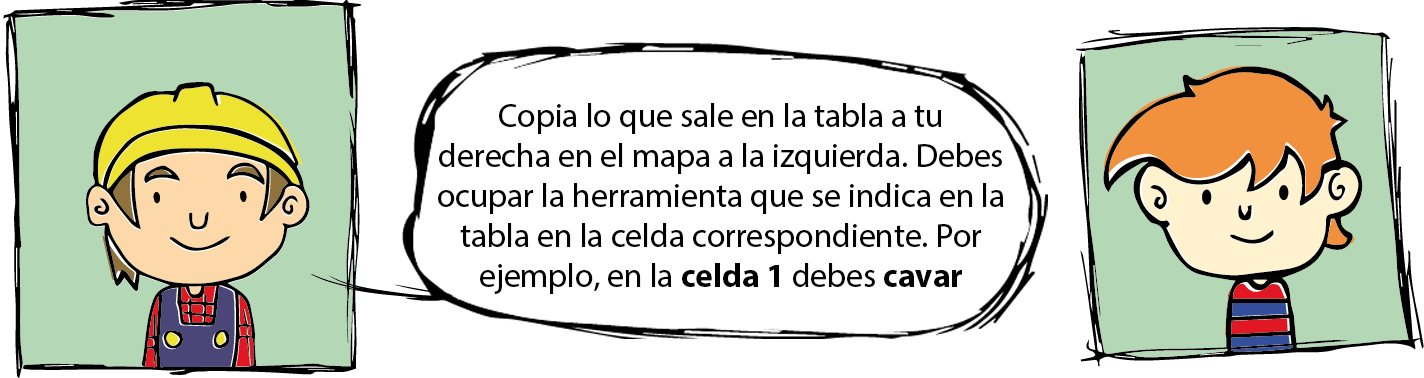 Copia lo que sale en la tabla a tu
derecha en el mapa a la izquierda. Debes
ocupar la herramienta que se indica en la
tabla en la celda correspondiente. Por
ejemplo, en la celda 1 debes cavar